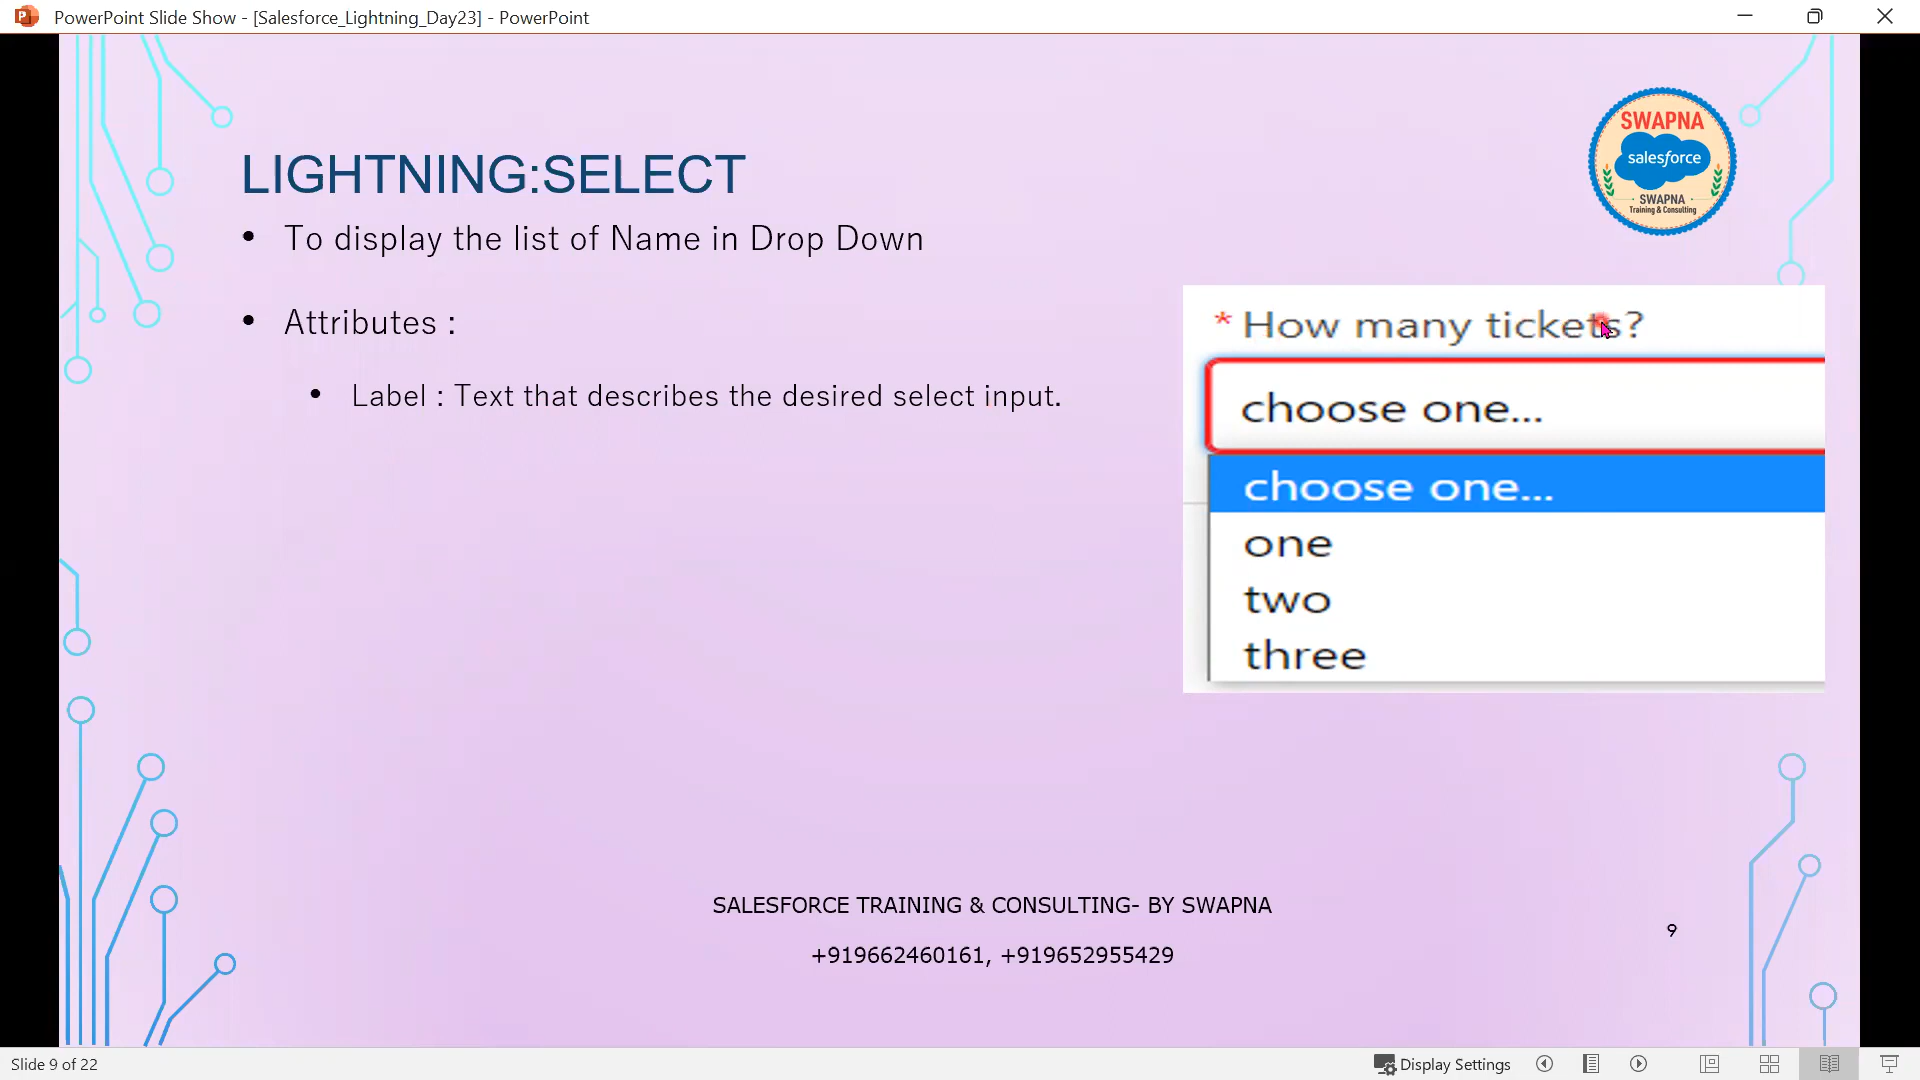 PowerPoint Slide Show - [Salesforce_Lightning_Day23] - PowerPoint
SWAPNA
salesforce
· SWAPNA ·
Training & Consulting
LIGHTNING:SELECT
• To display the list of Name in Drop Down
• Attributes :
• Label : Text that describes the desired select input.
* How many tickets?
choose one...
choose one...
one
two
three
SALESFORCE TRAINING & CONSULTING- BY SWAPNA
+919662460161, +919652955429
9
Slide 9 of 22
Display Settings